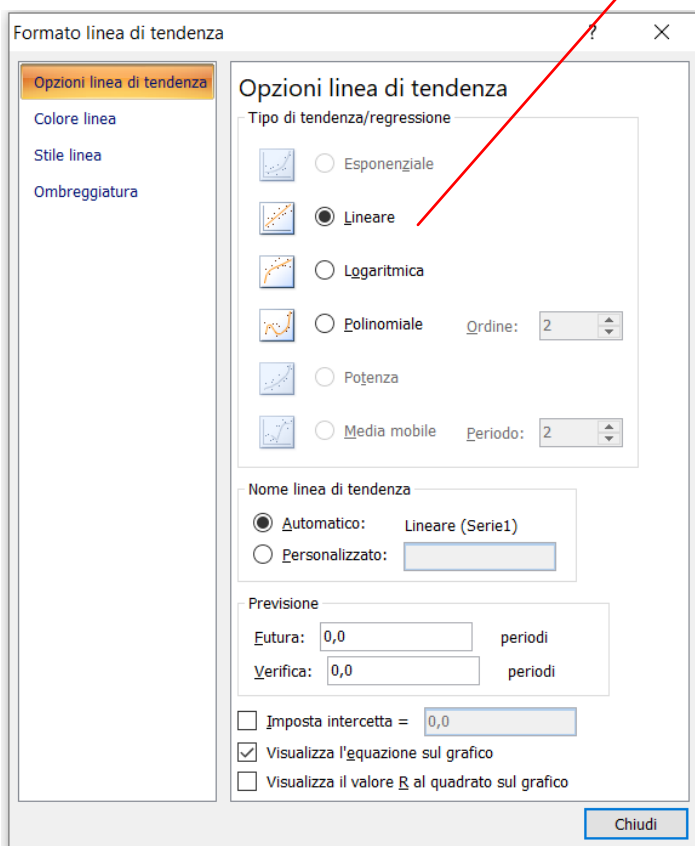 Formato linea di tendenza ? ×
Opzioni linea di tendenza
Colore linea
Stile linea
Ombreggiatura
Opzioni linea di tendenza
Tipo di tendenza/regressione
Esponenziale
Lineare
Logaritmica
Polinomiale Ordine: 2
Potenza
Media mobile Periodo: 2
Nome linea di tendenza
Automatico: Lineare (Serie1)
Personalizzato:
Previsione
Futura: 0,0 periodi
Verifica: 0,0 periodi
Imposta intercetta = 0,0
Visualizza l'equazione sul grafico
Visualizza il valore R al quadrato sul grafico
Chiudi